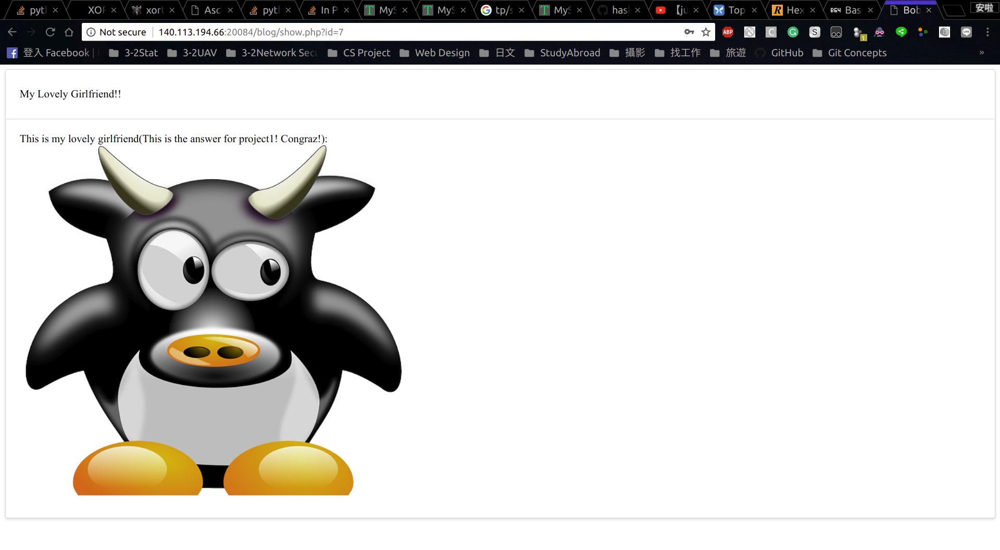 pytl
XOF
xort
Asci
pytl
In P
MyS
MyS
tp/s
MyS
hasl
【ju
Top
Hex
Bas
Bob
安啦
Not secure
140.113.194.66:20084/blog/show.php?id=7
登入 Facebook |
3-2Stat
3-2UAV
3-2Network Secu
CS Project
Web Design
日文
StudyAbroad
攝影
找工作
旅遊
GitHub
Git Concepts
»
My Lovely Girlfriend!!
This is my lovely girlfriend(This is the answer for project1! Congraz!):